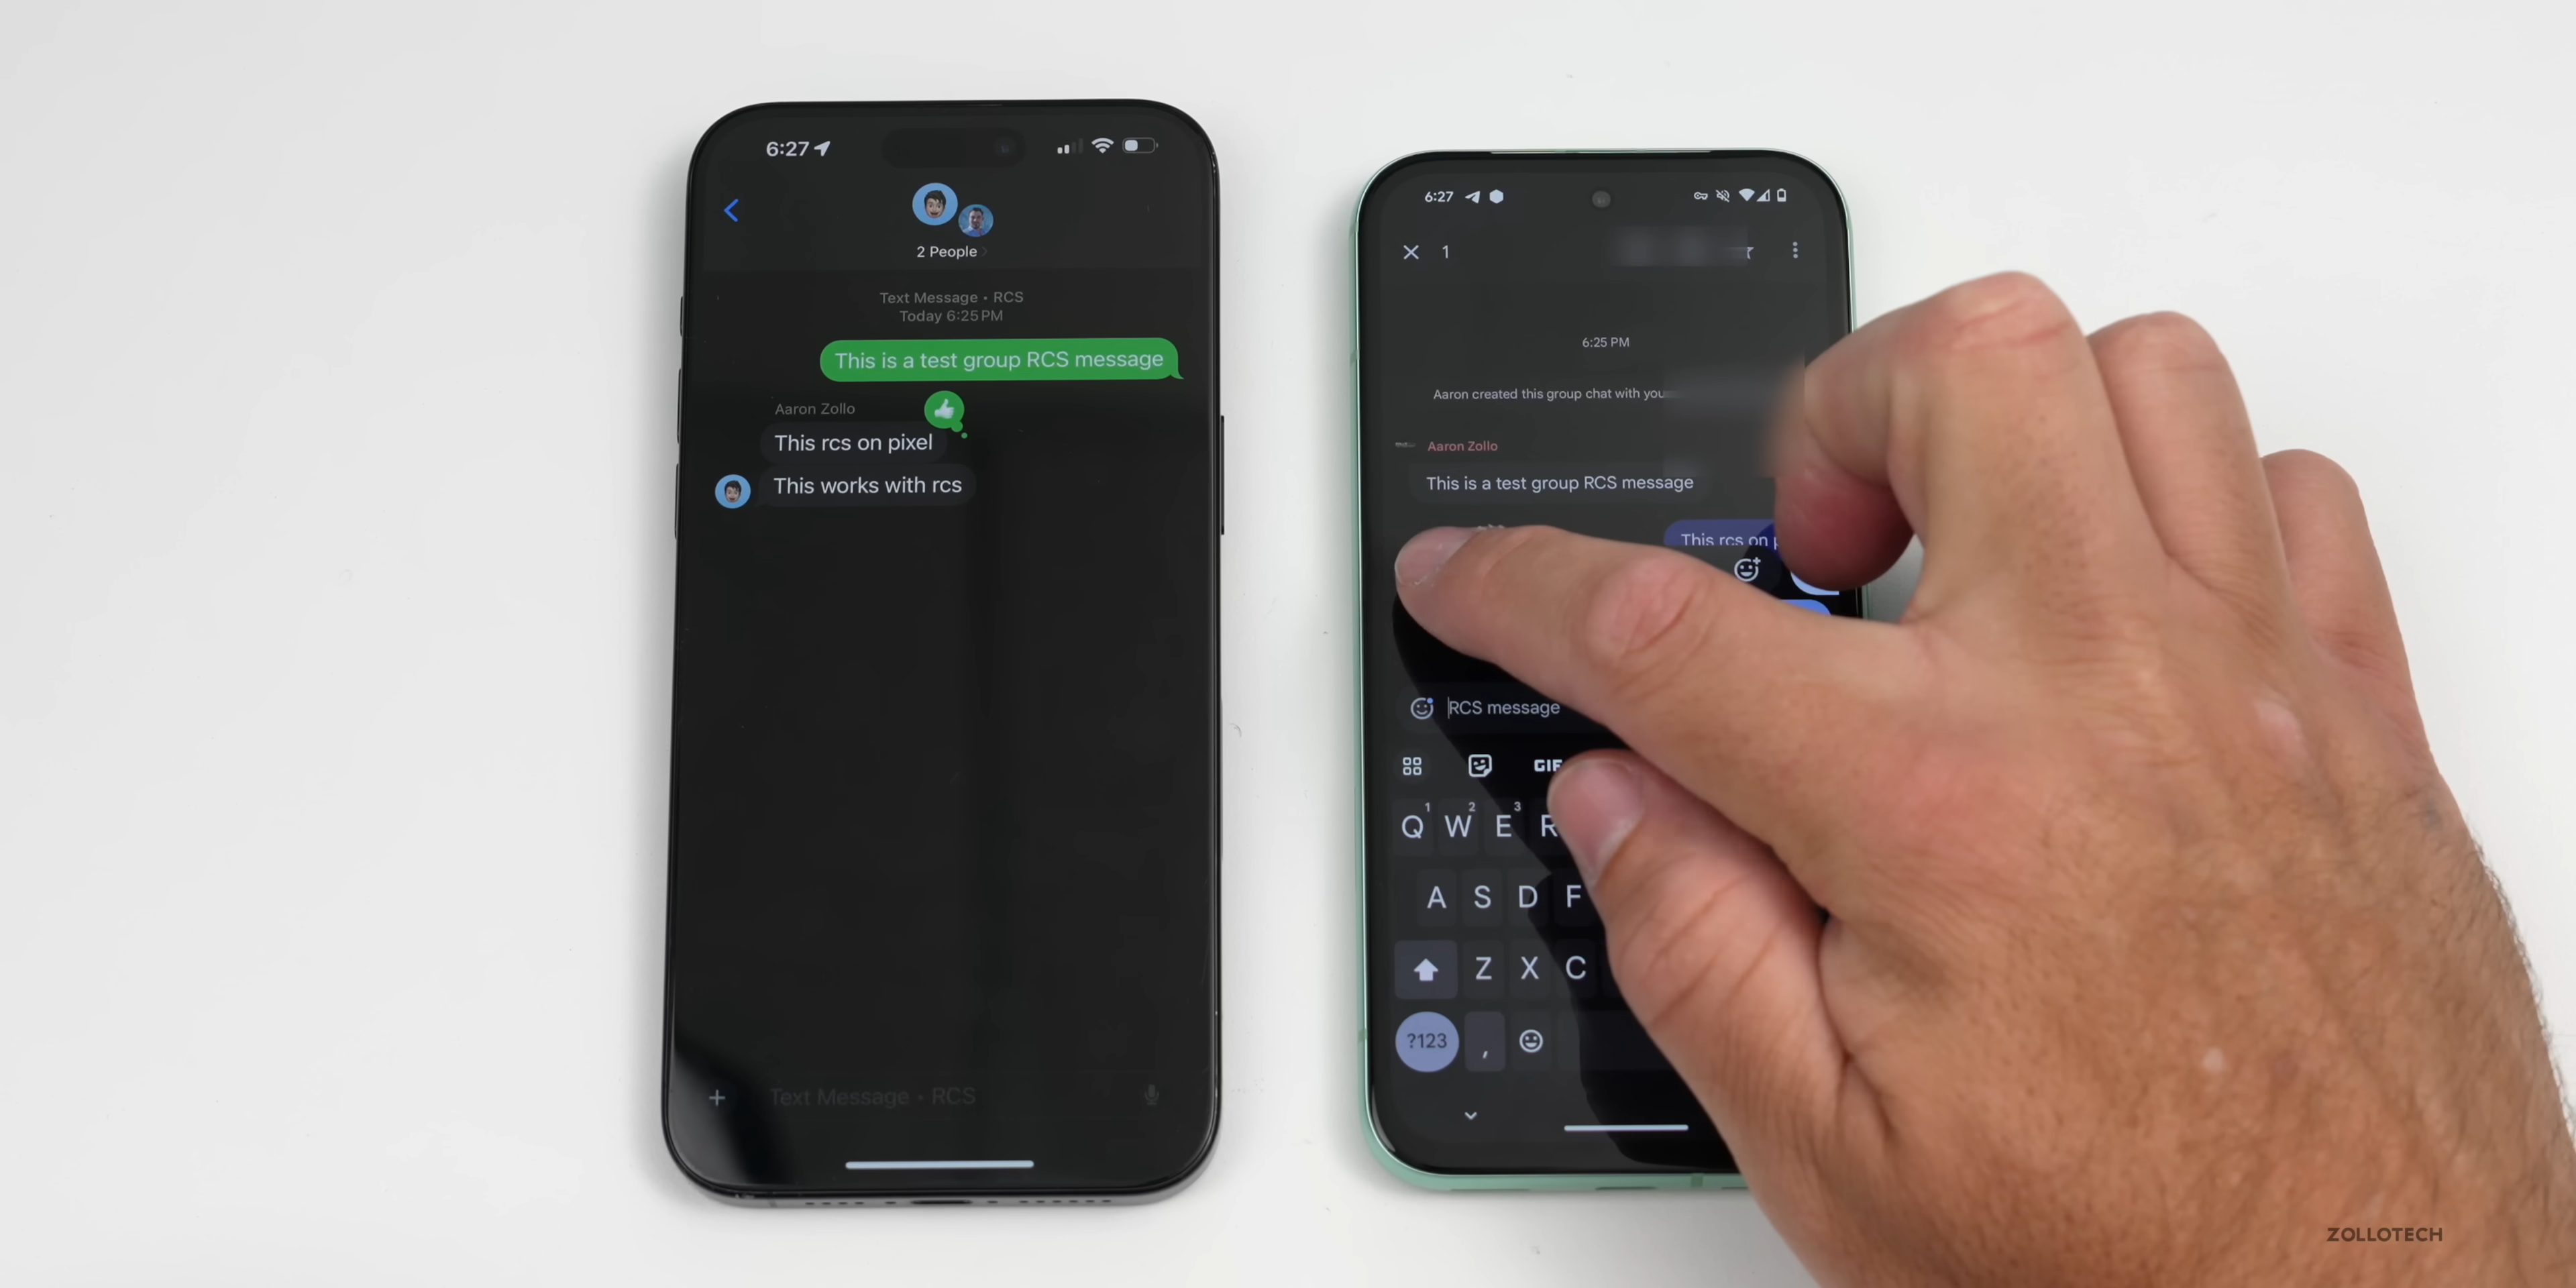 6:27
2 People
Text Message • RCS
Today 6:25 PM
This is a test group RCS message
Aaron Zollo
This rcs on pixel
This works with rcs
Text Message • RCS
6:27
1
6:25 PM
Aaron created this group chat with you
Aaron Zollo
This is a test group RCS message
This rcs on
RCS message
GIF
1 2 3
Q W E R
A S D F
Z X C
?123 ,
ZOLLOTECH